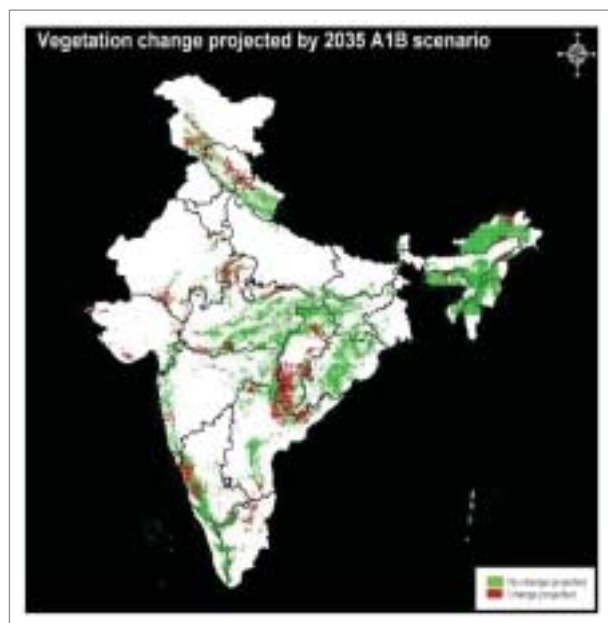 Vegetation change projected by 2035 A1B scenario
No change projected
Change projected